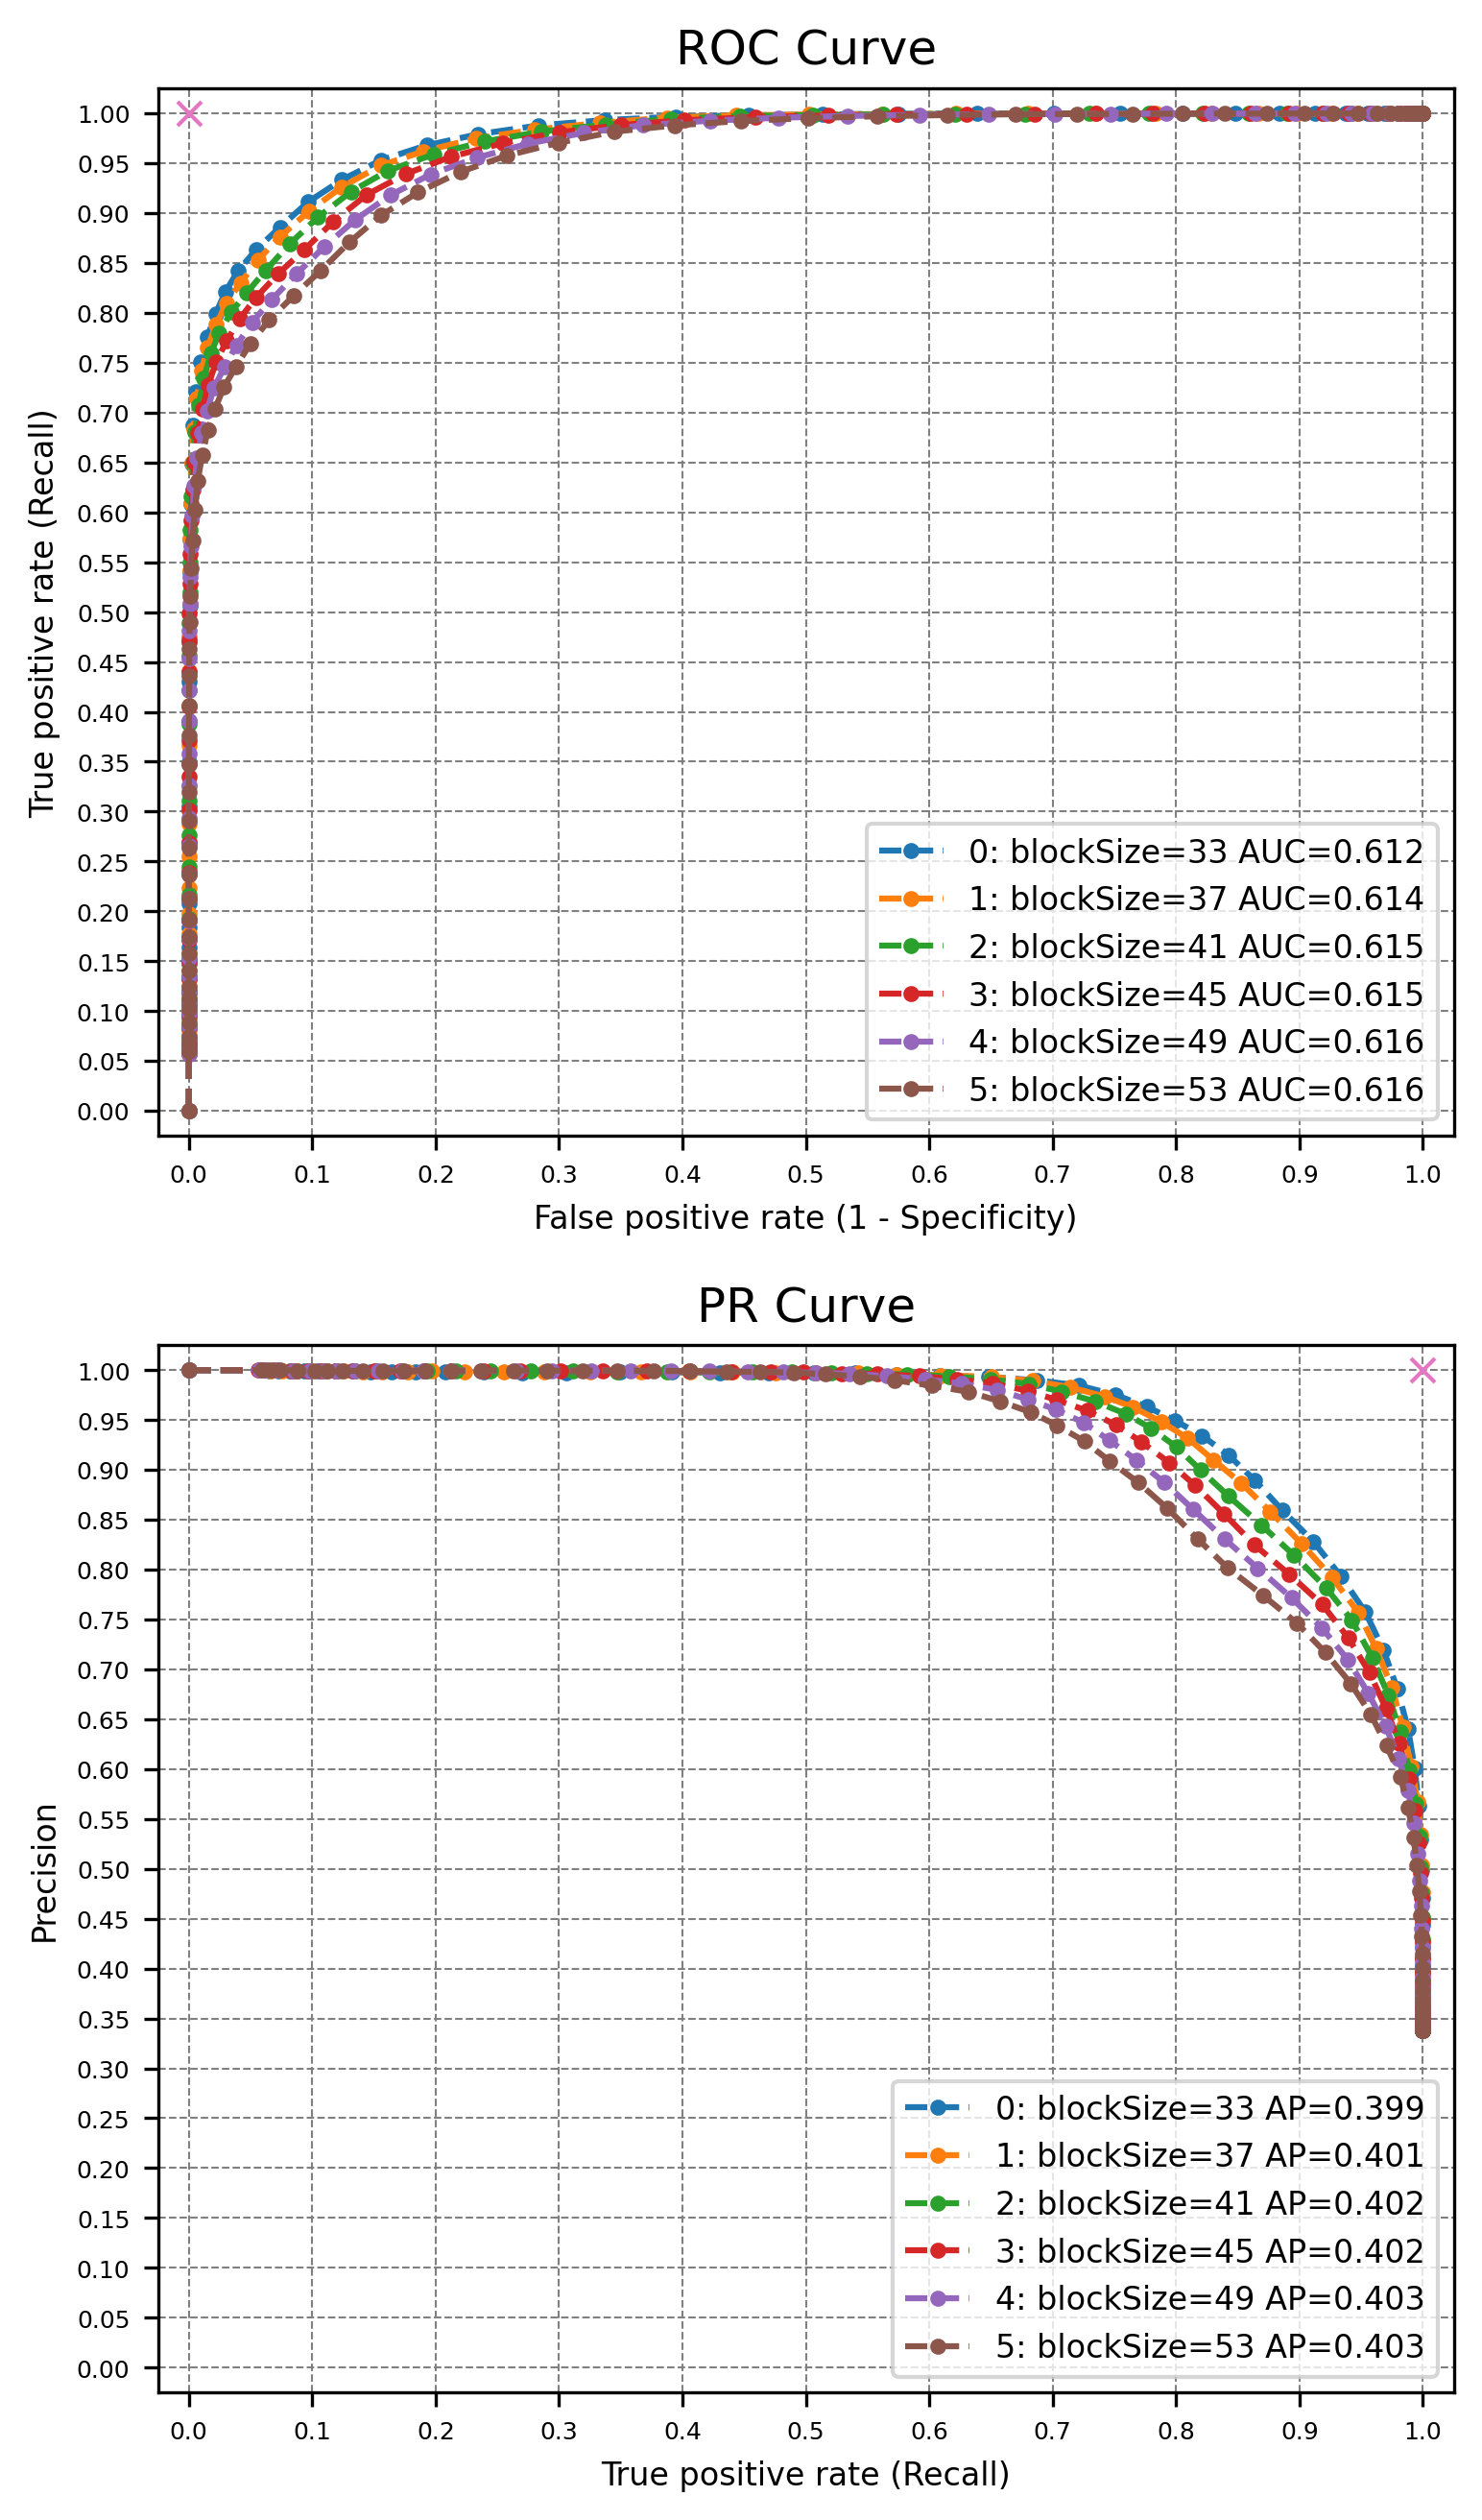 ROC Curve
1.00
0.95
0.90
0.85
0.80
0.75
0.70
0.65
0.60
0.55
0.50
0.45
0.40
0.35
0.30
0.25
0.20
0.15
0.10
0.05
0.00
True positive rate (Recall)
0: blockSize=33 AUC=0.612
1: blockSize=37 AUC=0.614
2: blockSize=41 AUC=0.615
3: blockSize=45 AUC=0.615
4: blockSize=49 AUC=0.616
5: blockSize=53 AUC=0.616
0.0 0.1 0.2 0.3 0.4 0.5 0.6 0.7 0.8 0.9 1.0
False positive rate (1 - Specificity)
PR Curve
1.00
0.95
0.90
0.85
0.80
0.75
0.70
0.65
0.60
0.55
0.50
0.45
0.40
0.35
0.30
0.25
0.20
0.15
0.10
0.05
0.00
Precision
0: blockSize=33 AP=0.399
1: blockSize=37 AP=0.401
2: blockSize=41 AP=0.402
3: blockSize=45 AP=0.402
4: blockSize=49 AP=0.403
5: blockSize=53 AP=0.403
0.0 0.1 0.2 0.3 0.4 0.5 0.6 0.7 0.8 0.9 1.0
True positive rate (Recall)